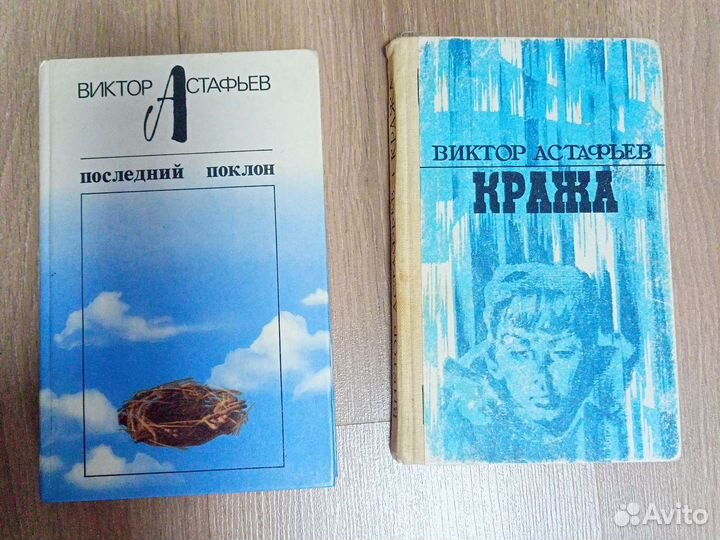 ВИКТОР АСТАФЬЕВ
последний поклон
ВИКТОР АСТАФЬЕВ
КРАЖА
Avito